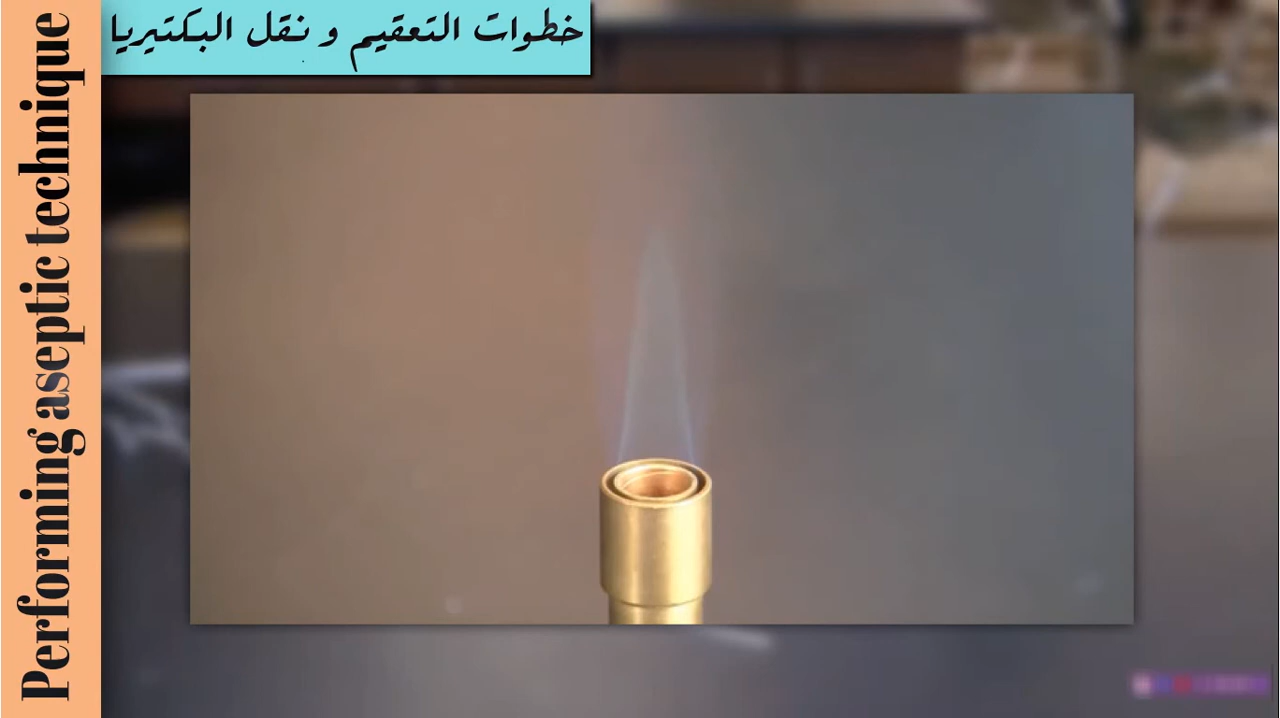 خطوات التعقيم و نقل البكتيريا
Performing aseptic technique